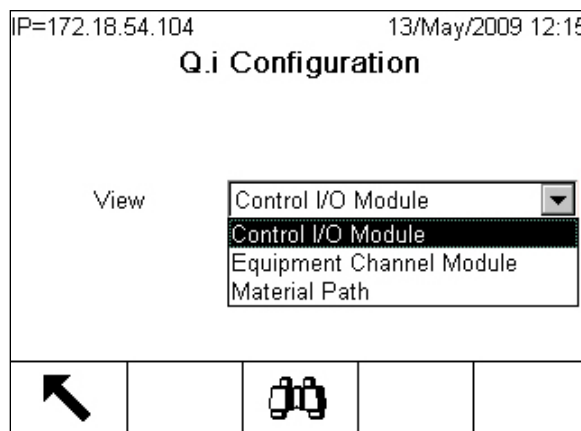 IP=172.18.54.104 13/May/2009 12:15
Q.i Configuration
View Control I/O Module
Control I/O Module
Equipment Channel Module
Material Path